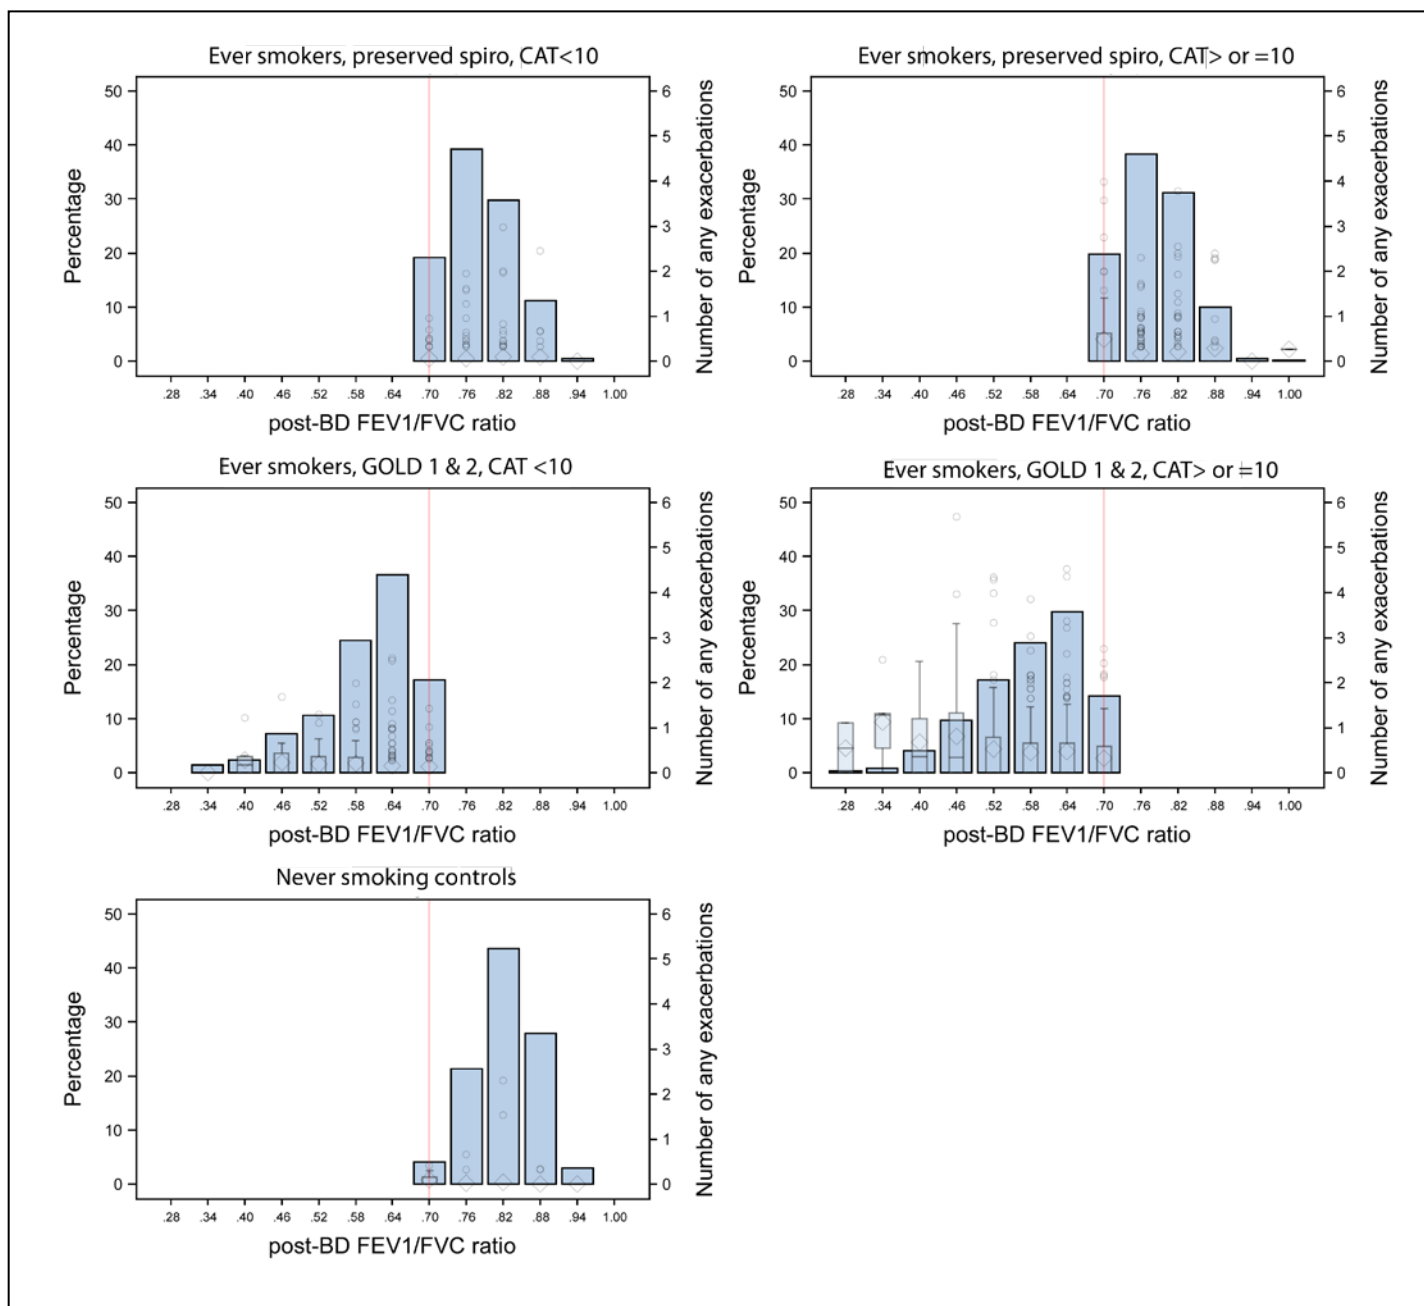 Ever smokers, preserved spiro, CAT<10
50
40
30
20
10
0
Percentage
6
5
4
3
2
1
0
Number of any exacerbations
.28 .34 .40 .46 .52 .58 .64 .70 .76 .82 .88 .94 1.00
post-BD FEV1/FVC ratio
Ever smokers, preserved spiro, CAT> or =10
50
40
30
20
10
0
Percentage
6
5
4
3
2
1
0
Number of any exacerbations
.28 .34 .40 .46 .52 .58 .64 .70 .76 .82 .88 .94 1.00
post-BD FEV1/FVC ratio
Ever smokers, GOLD 1 & 2, CAT <10
50
40
30
20
10
0
Percentage
6
5
4
3
2
1
0
Number of any exacerbations
.28 .34 .40 .46 .52 .58 .64 .70 .76 .82 .88 .94 1.00
post-BD FEV1/FVC ratio
Ever smokers, GOLD 1 & 2, CAT> or =10
50
40
30
20
10
0
Percentage
6
5
4
3
2
1
0
Number of any exacerbations
.28 .34 .40 .46 .52 .58 .64 .70 .76 .82 .88 .94 1.00
post-BD FEV1/FVC ratio
Never smoking controls
50
40
30
20
10
0
Percentage
6
5
4
3
2
1
0
Number of any exacerbations
.28 .34 .40 .46 .52 .58 .64 .70 .76 .82 .88 .94 1.00
post-BD FEV1/FVC ratio